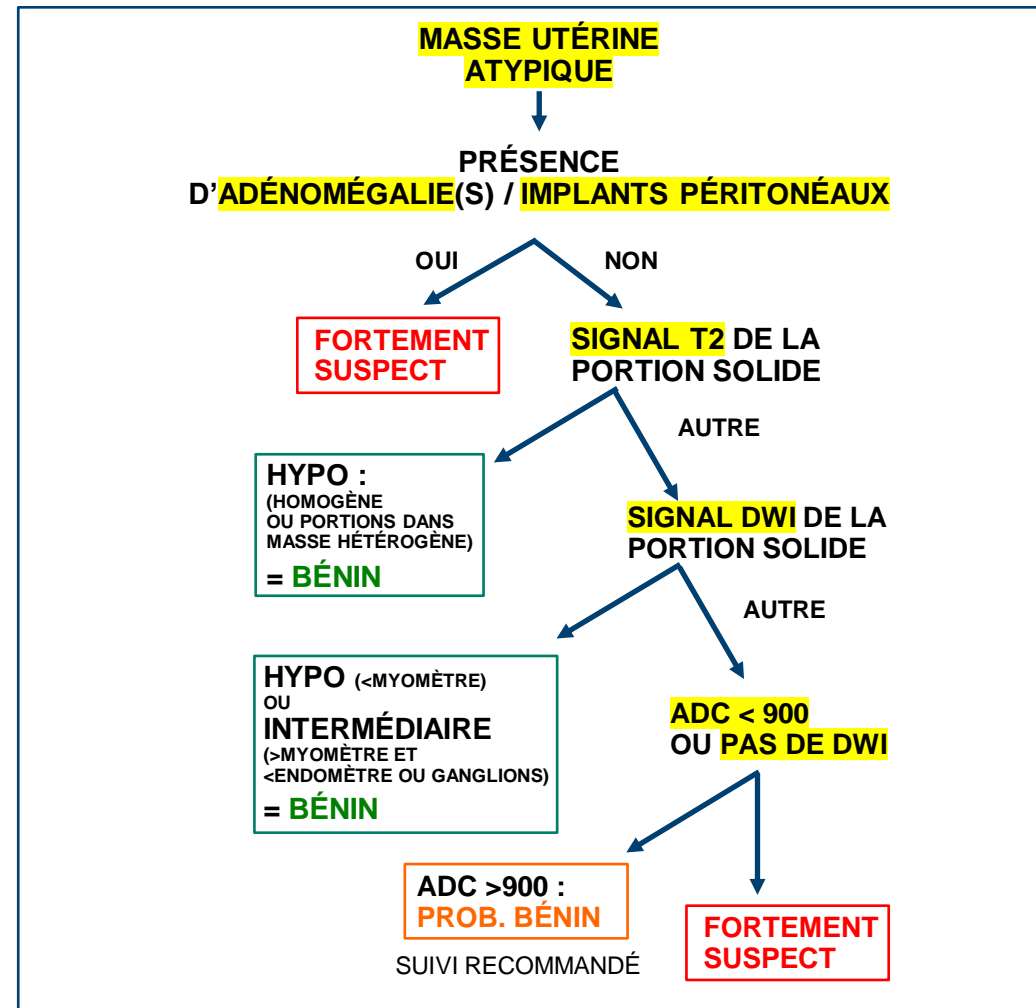 MASSE UTÉRINE
ATYPIQUE
PRÉSENCE
D'ADÉNOMÉGALIE(S) / IMPLANTS PÉRITONÉAUX
OUI
NON
FORTEMENT
SUSPECT
SIGNAL T2 DE LA
PORTION SOLIDE
AUTRE
HYPO :
(HOMOGÈNE
OU PORTIONS DANS
MASSE HÉTÉROGÈNE)
= BÉNIN
SIGNAL DWI DE LA
PORTION SOLIDE
AUTRE
HYPO (<MYOMÈTRE)
OU
INTERMÉDIAIRE
(>MYOMÈTRE ET
<ENDOMÈTRE OU GANGLIONS)
= BÉNIN
ADC < 900
OU PAS DE DWI
ADC >900 :
PROB. BÉNIN
SUIVI RECOMMANDÉ
FORTEMENT
SUSPECT